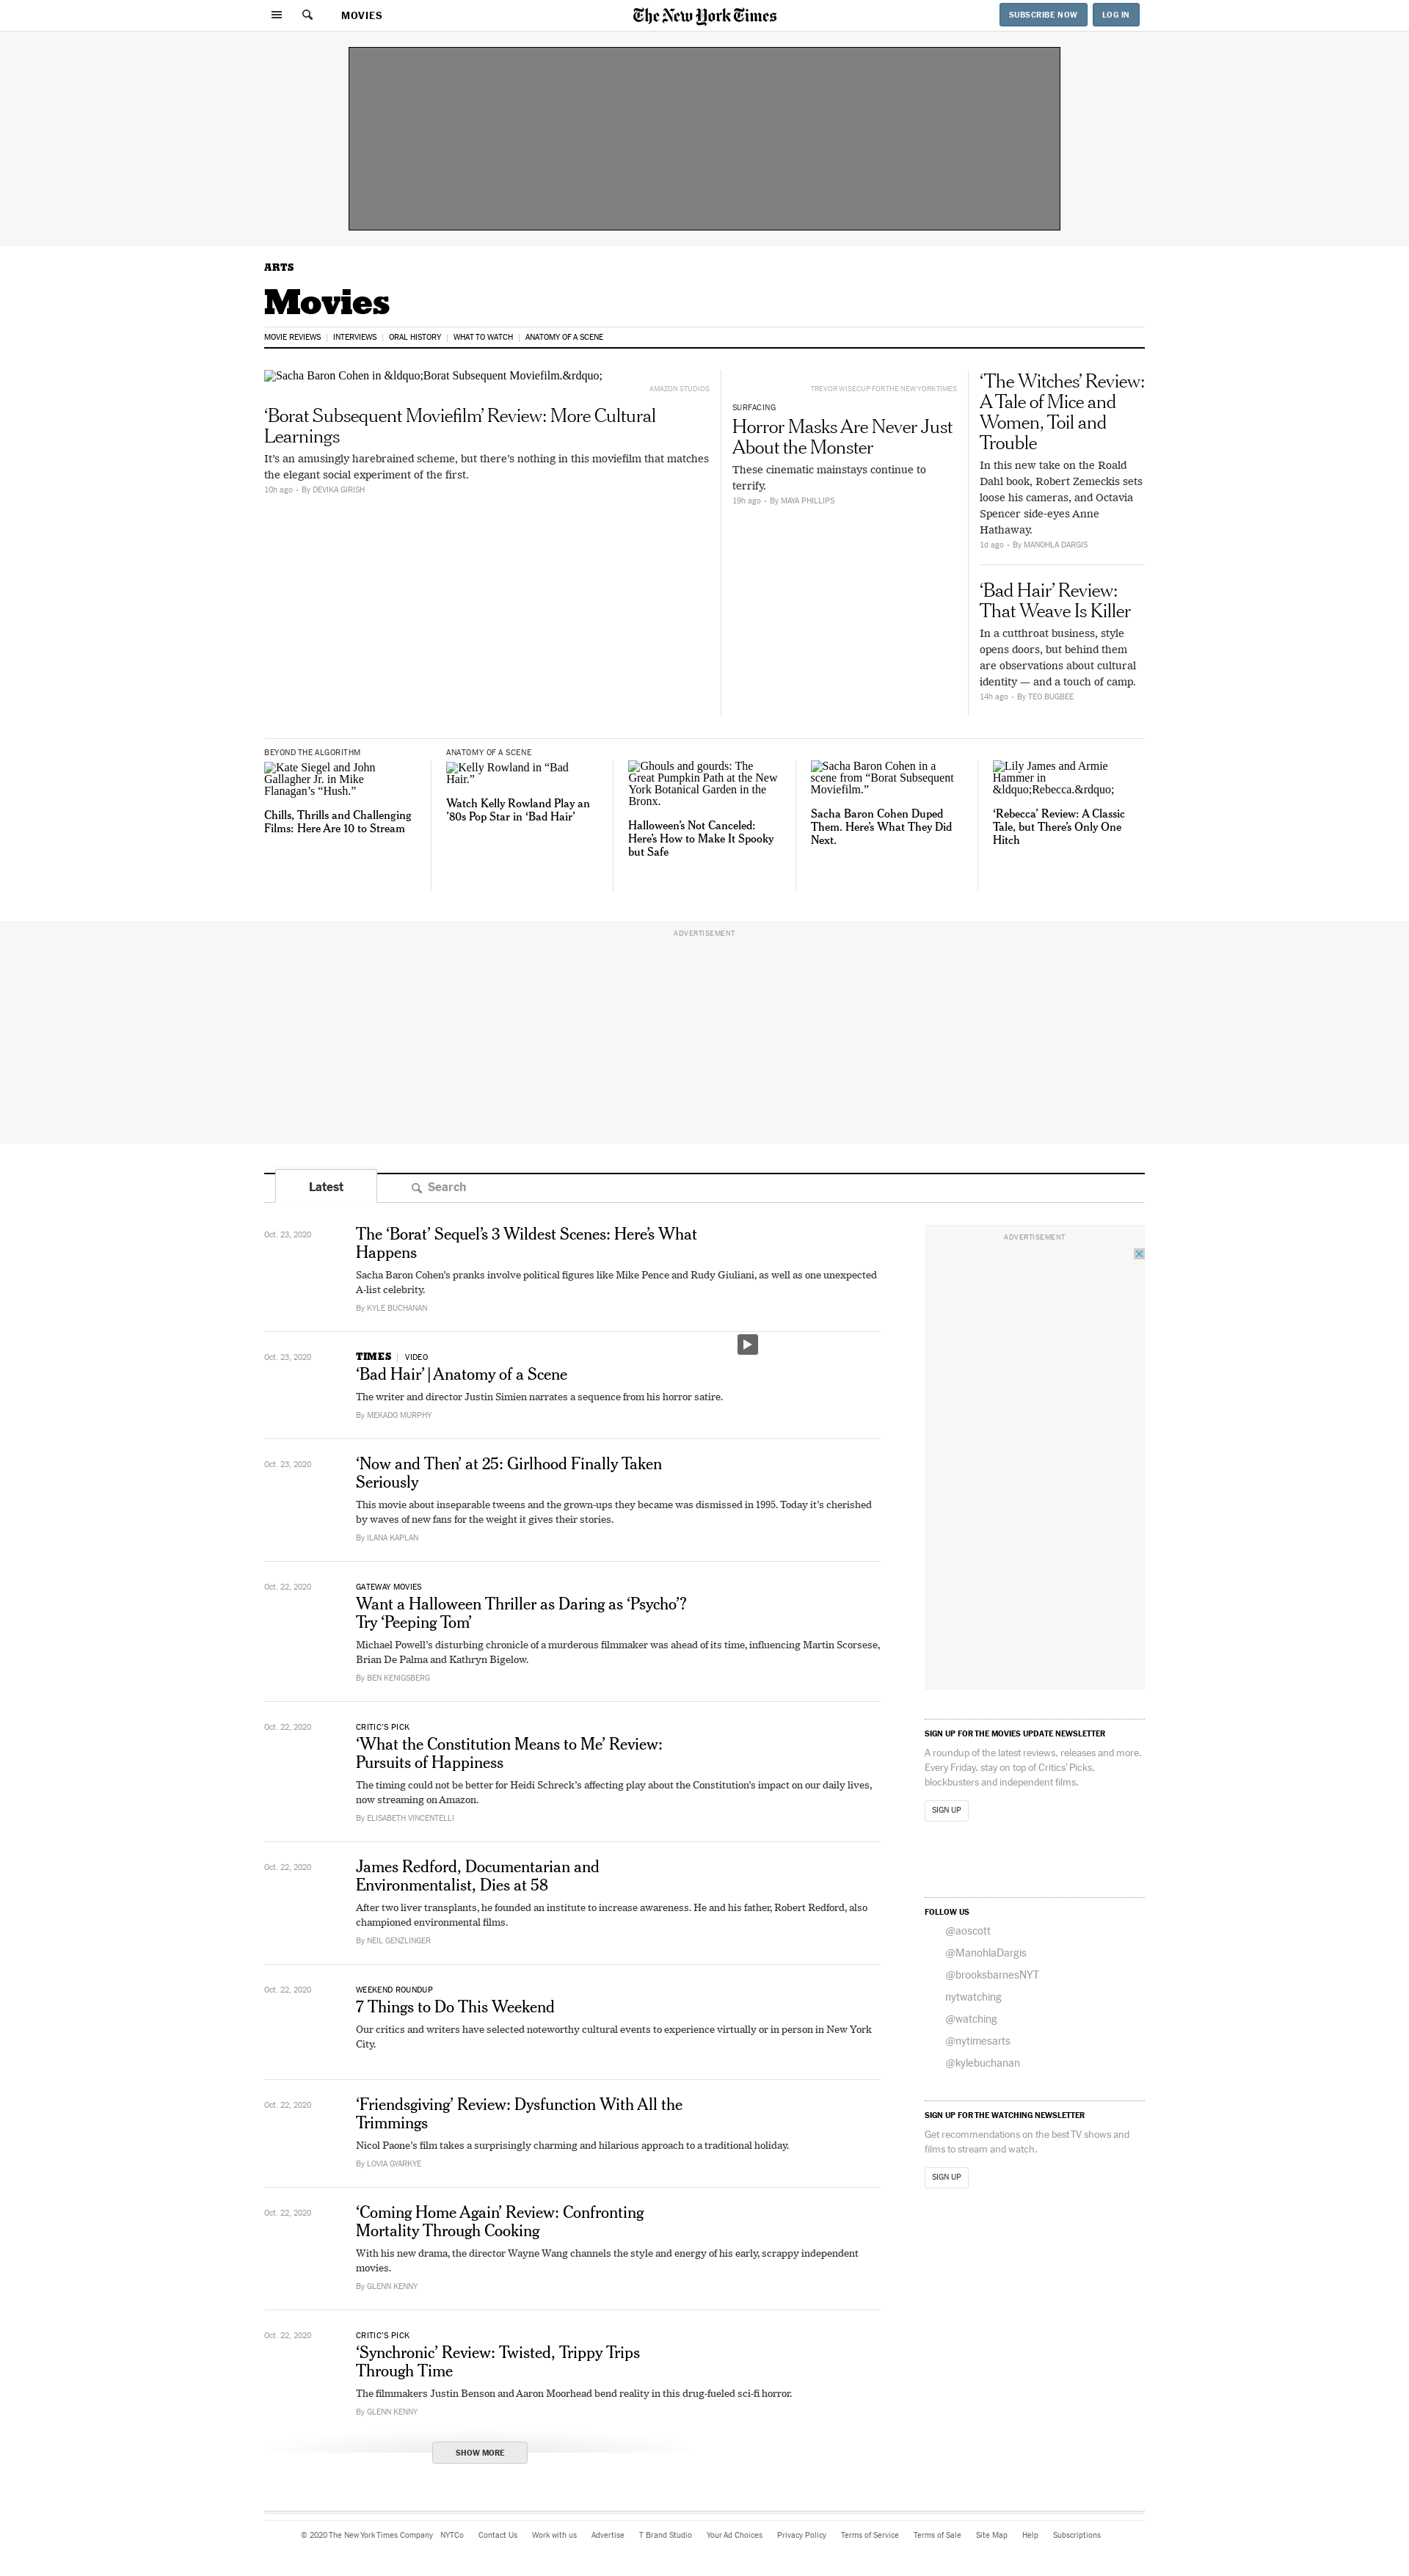 MOVIES
The New York Times
SUBSCRIBE NOW
LOG IN
ARTS
Movies
MOVIE REVIEWS
INTERVIEWS
ORAL HISTORY
WHAT TO WATCH
ANATOMY OF A SCENE
Sacha Baron Cohen in &ldquo;Borat Subsequent Moviefilm.&rdquo;
AMAZON STUDIOS
‘Borat Subsequent Moviefilm’ Review: More Cultural
Learnings
It’s an amusingly harebrained scheme, but there’s nothing in this moviefilm that matches
the elegant social experiment of the first.
10h ago • By DEVIKA GIRISH
TREVOR WISECUP FOR THE NEW YORK TIMES
SURFACING
Horror Masks Are Never Just
About the Monster
These cinematic mainstays continue to
terrify.
19h ago • By MAYA PHILLIPS
‘The Witches’ Review:
A Tale of Mice and
Women, Toil and
Trouble
In this new take on the Roald
Dahl book, Robert Zemeckis sets
loose his cameras, and Octavia
Spencer side-eyes Anne
Hathaway.
1d ago • By MANOHLA DARGIS
‘Bad Hair’ Review:
That Weave Is Killer
In a cutthroat business, style
opens doors, but behind them
are observations about cultural
identity — and a touch of camp.
14h ago • By TEO BUGBEE
BEYOND THE ALGORITHM
Kate Siegel and John
Gallagher Jr. in Mike
Flanagan’s “Hush.”
Chills, Thrills and Challenging
Films: Here Are 10 to Stream
ANATOMY OF A SCENE
Kelly Rowland in “Bad
Hair.”
Watch Kelly Rowland Play an
’80s Pop Star in ‘Bad Hair’
Ghouls and gourds: The
Great Pumpkin Path at the New
York Botanical Garden in the
Bronx.
Halloween’s Not Canceled:
Here’s How to Make It Spooky
but Safe
Sacha Baron Cohen in a
scene from “Borat Subsequent
Moviefilm.”
Sacha Baron Cohen Duped
Them. Here’s What They Did
Next.
Lily James and Armie
Hammer in
&ldquo;Rebecca.&rdquo;
‘Rebecca’ Review: A Classic
Tale, but There’s Only One
Hitch
ADVERTISEMENT
Latest
Search
Oct. 23, 2020
The ‘Borat’ Sequel’s 3 Wildest Scenes: Here’s What
Happens
Sacha Baron Cohen’s pranks involve political figures like Mike Pence and Rudy Giuliani, as well as one unexpected
A-list celebrity.
By KYLE BUCHANAN
Oct. 23, 2020
TIMES | VIDEO
‘Bad Hair’ | Anatomy of a Scene
The writer and director Justin Simien narrates a sequence from his horror satire.
By MEKADO MURPHY
Oct. 23, 2020
‘Now and Then’ at 25: Girlhood Finally Taken
Seriously
This movie about inseparable tweens and the grown-ups they became was dismissed in 1995. Today it’s cherished
by waves of new fans for the weight it gives their stories.
By ILANA KAPLAN
Oct. 22, 2020
GATEWAY MOVIES
Want a Halloween Thriller as Daring as ‘Psycho’?
Try ‘Peeping Tom’
Michael Powell’s disturbing chronicle of a murderous filmmaker was ahead of its time, influencing Martin Scorsese,
Brian De Palma and Kathryn Bigelow.
By BEN KENIGSBERG
Oct. 22, 2020
CRITIC’S PICK
‘What the Constitution Means to Me’ Review:
Pursuits of Happiness
The timing could not be better for Heidi Schreck’s affecting play about the Constitution’s impact on our daily lives,
now streaming on Amazon.
By ELISABETH VINCENTELLI
Oct. 22, 2020
James Redford, Documentarian and
Environmentalist, Dies at 58
After two liver transplants, he founded an institute to increase awareness. He and his father, Robert Redford, also
championed environmental films.
By NEIL GENZLINGER
Oct. 22, 2020
WEEKEND ROUNDUP
7 Things to Do This Weekend
Our critics and writers have selected noteworthy cultural events to experience virtually or in person in New York
City.
Oct. 22, 2020
‘Friendsgiving’ Review: Dysfunction With All the
Trimmings
Nicol Paone’s film takes a surprisingly charming and hilarious approach to a traditional holiday.
By LOVIA GYARKYE
Oct. 22, 2020
‘Coming Home Again’ Review: Confronting
Mortality Through Cooking
With his new drama, the director Wayne Wang channels the style and energy of his early, scrappy independent
movies.
By GLENN KENNY
Oct. 22, 2020
CRITIC’S PICK
‘Synchronic’ Review: Twisted, Trippy Trips
Through Time
The filmmakers Justin Benson and Aaron Moorhead bend reality in this drug-fueled sci-fi horror.
By GLENN KENNY
SHOW MORE
ADVERTISEMENT
SIGN UP FOR THE MOVIES UPDATE NEWSLETTER
A roundup of the latest reviews, releases and more.
Every Friday, stay on top of Critics’ Picks,
blockbusters and independent films.
SIGN UP
FOLLOW US
@aoscott
@ManohlaDargis
@brooksbarnesNYT
nytwatching
@watching
@nytimesarts
@kylebuchanan
SIGN UP FOR THE WATCHING NEWSLETTER
Get recommendations on the best TV shows and
films to stream and watch.
SIGN UP
© 2020 The New York Times Company NYTCo Contact Us Work with us Advertise T Brand Studio Your Ad Choices Privacy Policy Terms of Service Terms of Sale Site Map Help Subscriptions